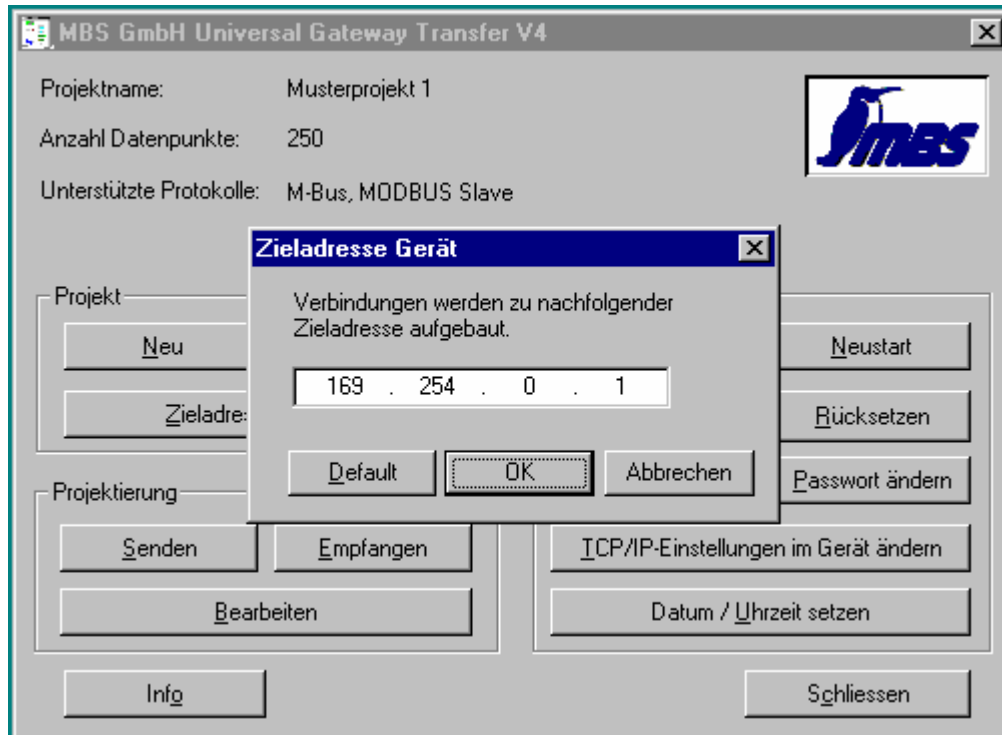 MBS GmbH Universal Gateway Transfer V4
Projektname: Musterprojekt 1
Anzahl Datenpunkte: 250
Unterstützte Protokolle: M-Bus, MODBUS Slave
MBS
Zieladresse Gerät
Verbindungen werden zu nachfolgender
Zieladresse aufgebaut.
169 . 254 . 0 . 1
Default OK Abbrechen
Projekt
Neu Neustart
Zieladre Rücksetzen
Passwort ändern
Projektierung
Senden Empfangen TCP/IP-Einstellungen im Gerät ändern
Bearbeiten Datum / Uhrzeit setzen
Info Schliessen